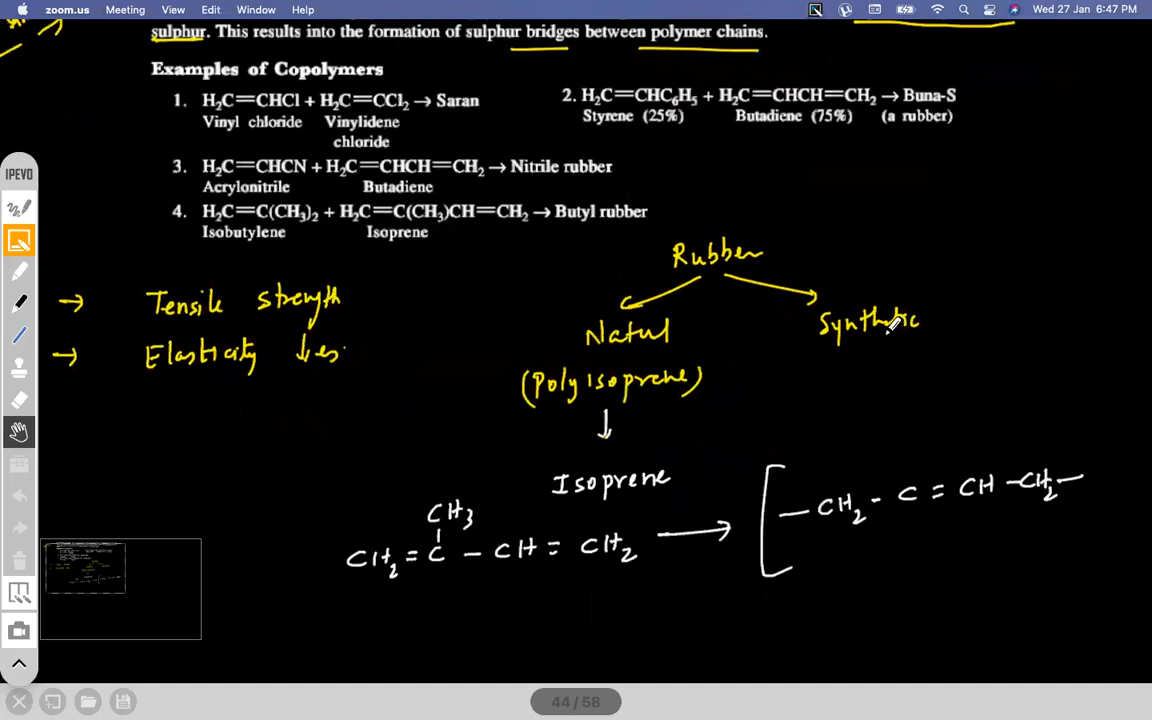 zoom.us Meeting View Edit Window Help Wed 27 Jan 6:47 PM
sulphur. This results into the formation of sulphur bridges between polymer chains.
Examples of Copolymers
1. H₂C=CHCl + H₂C=CCl₂ → Saran
Vinyl chloride Vinylidene
chloride
2. H₂C=CHC₆H₅ + H₂C=CHCH=CH₂ → Buna-S
Styrene (25%) Butadiene (75%) (a rubber)
3. H₂C=CHCN + H₂C=CHCH=CH₂ → Nitrile rubber
Acrylonitrile Butadiene
4. H₂C=C(CH₃)₂ + H₂C=C(CH₃)CH=CH₂ → Butyl rubber
Isobutylene Isoprene
→ Tensile strength
→ Elasticity ↓es.
Rubber
Natul Synthetic
(Polyisoprene)
↓
Isoprene
CH₃
CH₂ = C – CH = CH₂ → [ – CH₂ – C = CH – CH₂ –
IPEVO
44 / 58